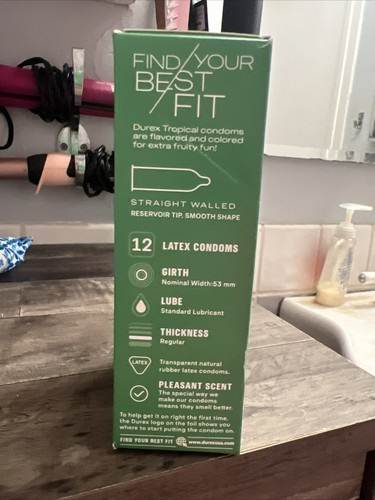 FIND YOUR
BEST
FIT
Durex Tropical condoms
are flavored and colored
for extra fruity fun!
STRAIGHT WALLED
RESERVOIR TIP. SMOOTH SHAPE
12 LATEX CONDOMS
GIRTH
Nominal Width:53 mm
LUBE
Standard Lubricant
THICKNESS
Regular
LATEX
Transparent natural
rubber latex condoms.
PLEASANT SCENT
The special way we
make our condoms
means they smell better.
To help get it on right the first time,
the Durex logo on the foil shows you
where to start putting the condom on.
FIND YOUR BEST FIT www.durexusa.com